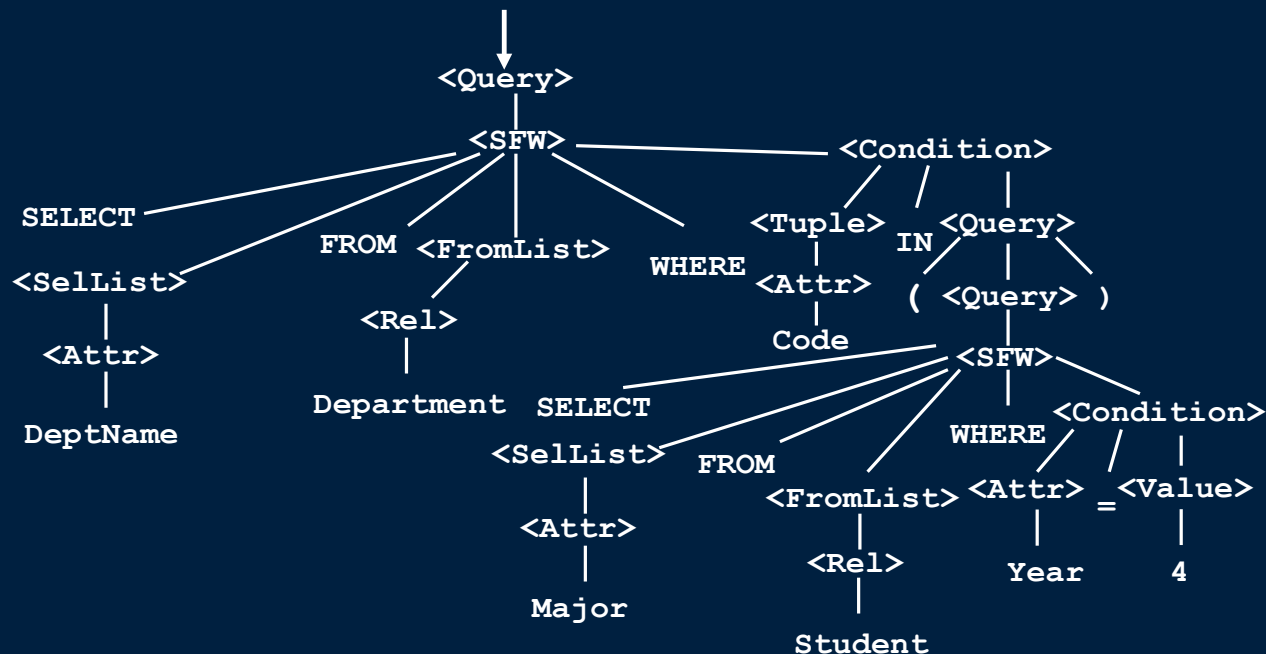 <Query>
<SFW>
<Condition>
SELECT
FROM
<FromList>
WHERE
<Tuple>
IN
<Query>
<SelList>
<Rel>
<Attr>
( <Query> )
<Attr>
Department
Code
<SFW>
DeptName
SELECT
<SelList>
FROM
<FromList>
WHERE
<Condition>
<Attr>
<Rel>
<Attr> = <Value>
Major
Student
Year
4